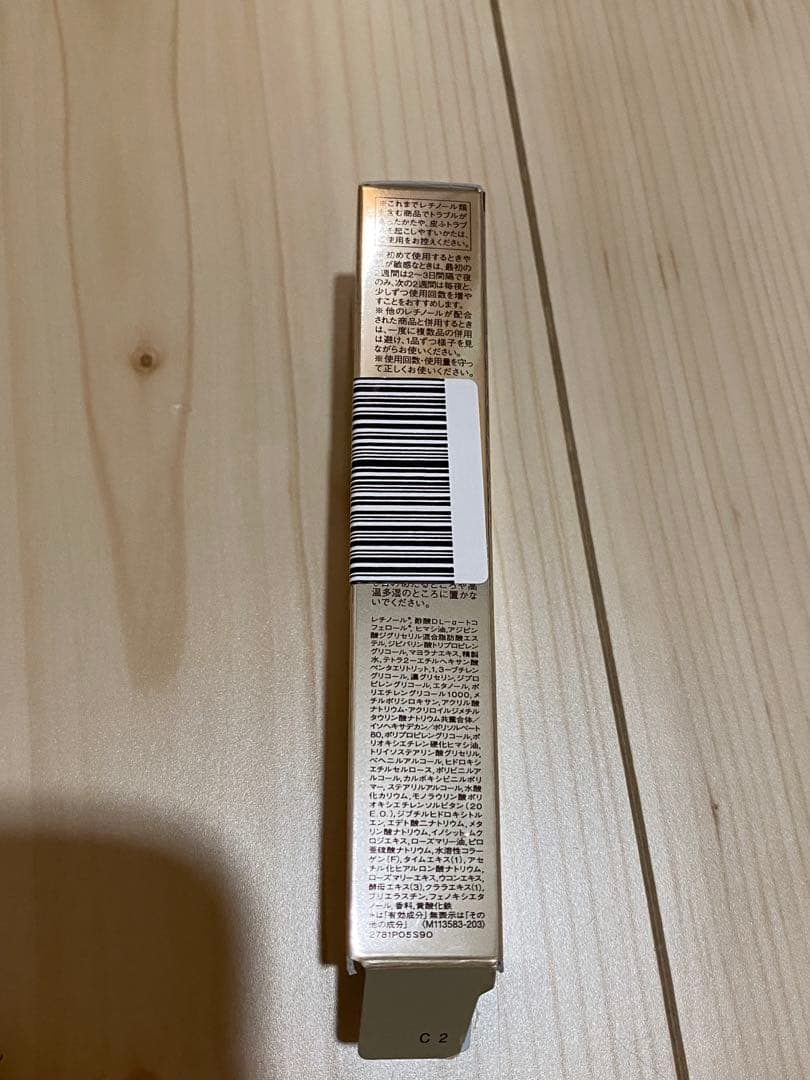 ※これまでレチノール類
を含む商品でトラブルが
あったかたや、皮ふトラブ
ルを起こしやすいかたは、
ご使用をお控えください。
※初めて使用するときや
が敏感なときは、最初の
2週間は2〜3日間隔で夜
のみ、次の2週間は毎夜と、
少しずつ使用回数を増や
すことをおすすめします。
※他のレチノールが配合
された商品と併用するとき
は、一度に複数品の併用
は避け、1品ずつ様子を見
ながらお使いください。
※使用回数・使用量を守っ
て正しくお使いください。
日のあたるところや高
温多湿のところに置かな
いでください。
レチノール*,酢酸DL-α-トコ
フェロール*,ヒマシ油,アジピン
酸ジグリセリル混合脂肪酸エス
テル,ジピバリン酸トリプロピレン
グリコール,マヨラナエキス,精製
水,テトラ2-エチルヘキサン酸
ペンタエリトリット,1,3-ブチレン
グリコール,濃グリセリン,ジプロ
ピレングリコール,エタノール,ポ
リエチレングリコール1000,メ
チルポリシロキサン,アクリル酸
ナトリウム・アクリロイルジメチル
タウリン酸ナトリウム共重合体/
イソヘキサデカン/ポリソルベート
80,ポリプロピレングリコール,ポ
リオキシエチレン硬化ヒマシ油,
トリイソステアリン酸グリセリル,
ベヘニルアルコール,ヒドロキシ
エチルセルロース,ポリビニルア
ルコール,カルボキシビニルポリ
マー,ステアリルアルコール,水酸
化カリウム,モノラウリン酸ポリ
オキシエチレンソルビタン(20
E.O.),ジブチルヒドロキシトル
エン,エデト酸二ナトリウム,メタ
リン酸ナトリウム,イノシット,ムク
ロジエキス,ローズマリー油,ピロ
亜硫酸ナトリウム,水溶性コラー
ゲン(F),タイムエキス(1),アセ
チル化ヒアルロン酸ナトリウム,
ローズマリーエキス,ウコンエキス,
酵母エキス(3),クララエキス(1),
プリエラスチン,フェノキシエタ
ノール,香料,黄酸化鉄
*は「有効成分」無表示は「その
他の成分」 〈M113583-203〉
2781P05S90
C 2